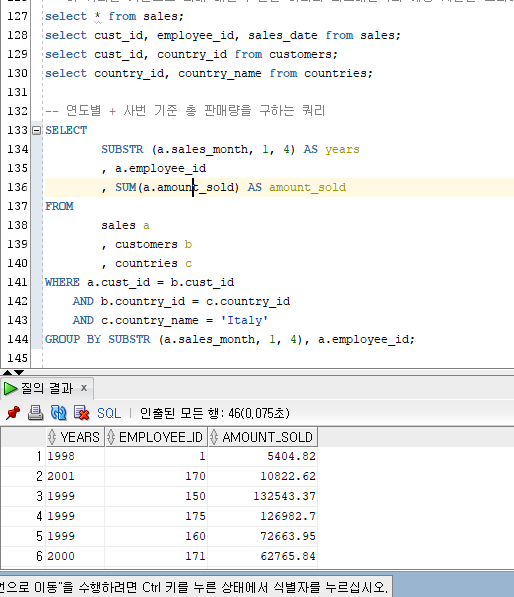 127 select * from sales;
128 select cust_id, employee_id, sales_date from sales;
129 select cust_id, country_id from customers;
130 select country_id, country_name from countries;
131
132 -- 연도별 + 사번 기준 총 판매량을 구하는 쿼리
133 SELECT
134 SUBSTR (a.sales_month, 1, 4) AS years
135 , a.employee_id
136 , SUM(a.amount_sold) AS amount_sold
137 FROM
138 sales a
139 , customers b
140 , countries c
141 WHERE a.cust_id = b.cust_id
142 AND b.country_id = c.country_id
143 AND c.country_name = 'Italy'
144 GROUP BY SUBSTR (a.sales_month, 1, 4), a.employee_id;
145
질의 결과 x
SQL | 인출된 모든 행: 46(0,075초)
YEARS EMPLOYEE_ID AMOUNT_SOLD
1 1998 1 5404.82
2 2001 170 10822.62
3 1999 150 132543.37
4 1999 175 126982.7
5 1999 160 72663.95
6 2000 171 62765.84
번으로 이동"을 수행하려면 Ctrl 키를 누른 상태에서 식별자를 누르십시오.